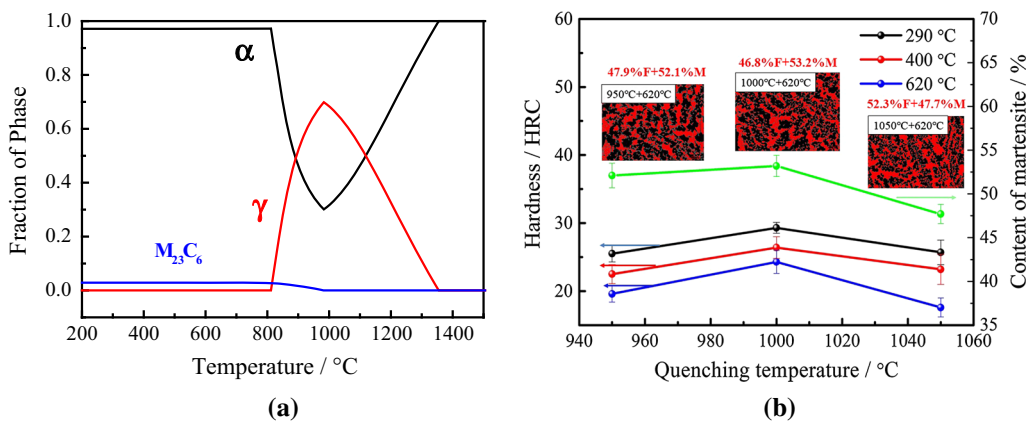 1.0
0.8
0.6
0.4
0.2
0.0
Fraction of Phase
α
γ
M₂₃C₆
200 400 600 800 1000 1200 1400
Temperature / °C
(a)
60
50
40
30
20
Hardness / HRC
290 °C
400 °C
620 °C
47.9%F+52.1%M
950℃+620℃
46.8%F+53.2%M
1000℃+620℃
52.3%F+47.7%M
1050℃+620℃
70
65
60
55
50
45
40
35
Content of martensite / %
940 960 980 1000 1020 1040 1060
Quenching temperature / °C
(b)